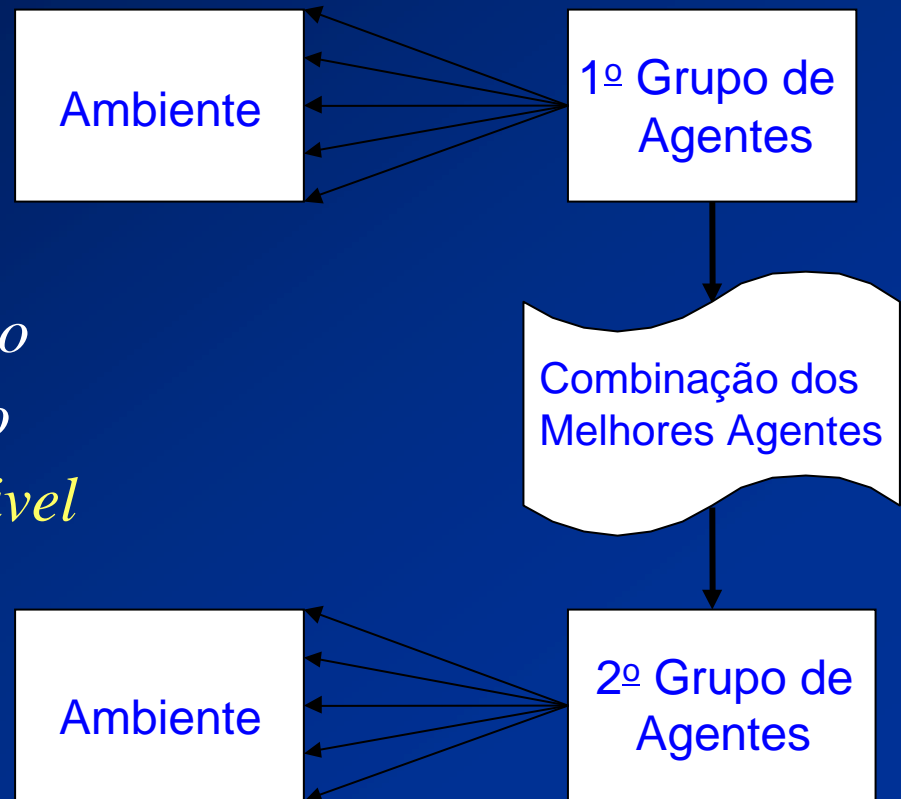 Ambiente
1º Grupo de
Agentes
Combinação dos
Melhores Agentes
Ambiente
2º Grupo de
Agentes